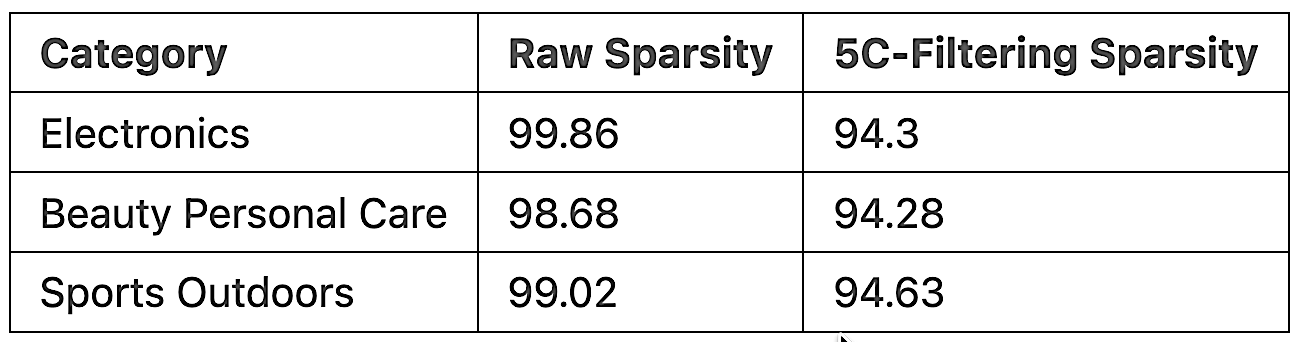 Category Raw Sparsity 5C-Filtering Sparsity
Electronics 99.86 94.3
Beauty Personal Care 98.68 94.28
Sports Outdoors 99.02 94.63